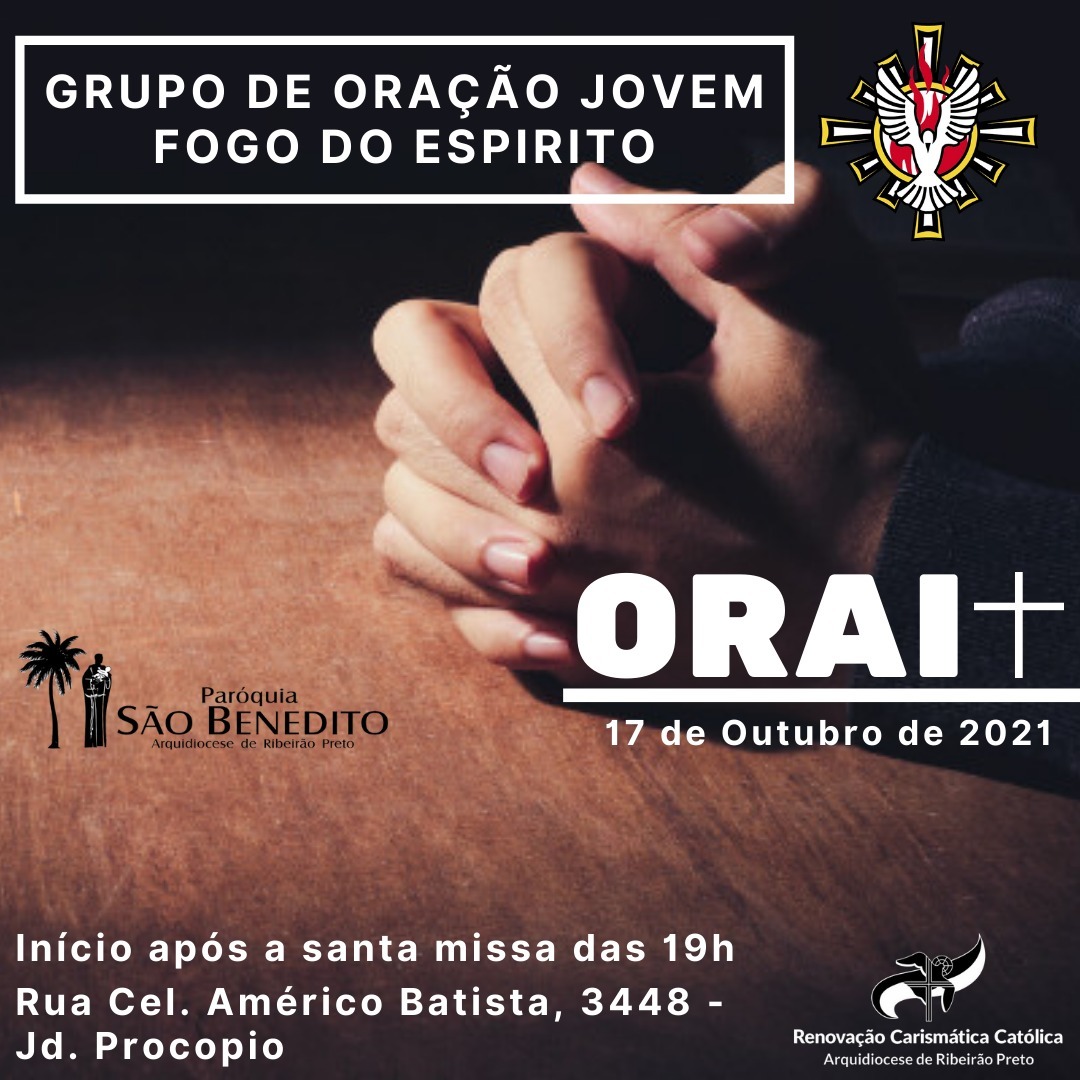 GRUPO DE ORAÇÃO JOVEM
FOGO DO ESPIRITO
ORAI
17 de Outubro de 2021
Paróquia
SÃO BENEDITO
Arquidiocese de Ribeirão Preto
Início após a santa missa das 19h
Rua Cel. Américo Batista, 3448 -
Jd. Procopio
Renovação Carismática Católica
Arquidiocese de Ribeirão Preto